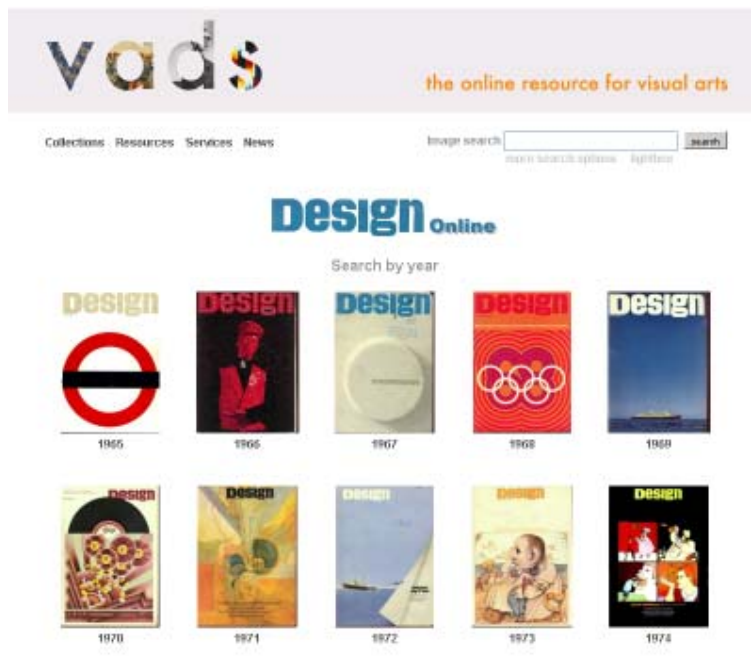 vads
the online resource for visual arts
Collections Resources Services News
Image search search
more search options lightbox
Design Online
Search by year
Design Design Design Design Design
1965 1966 1967 1968 1969
Design Design Design Design Design
1970 1971 1972 1973 1974